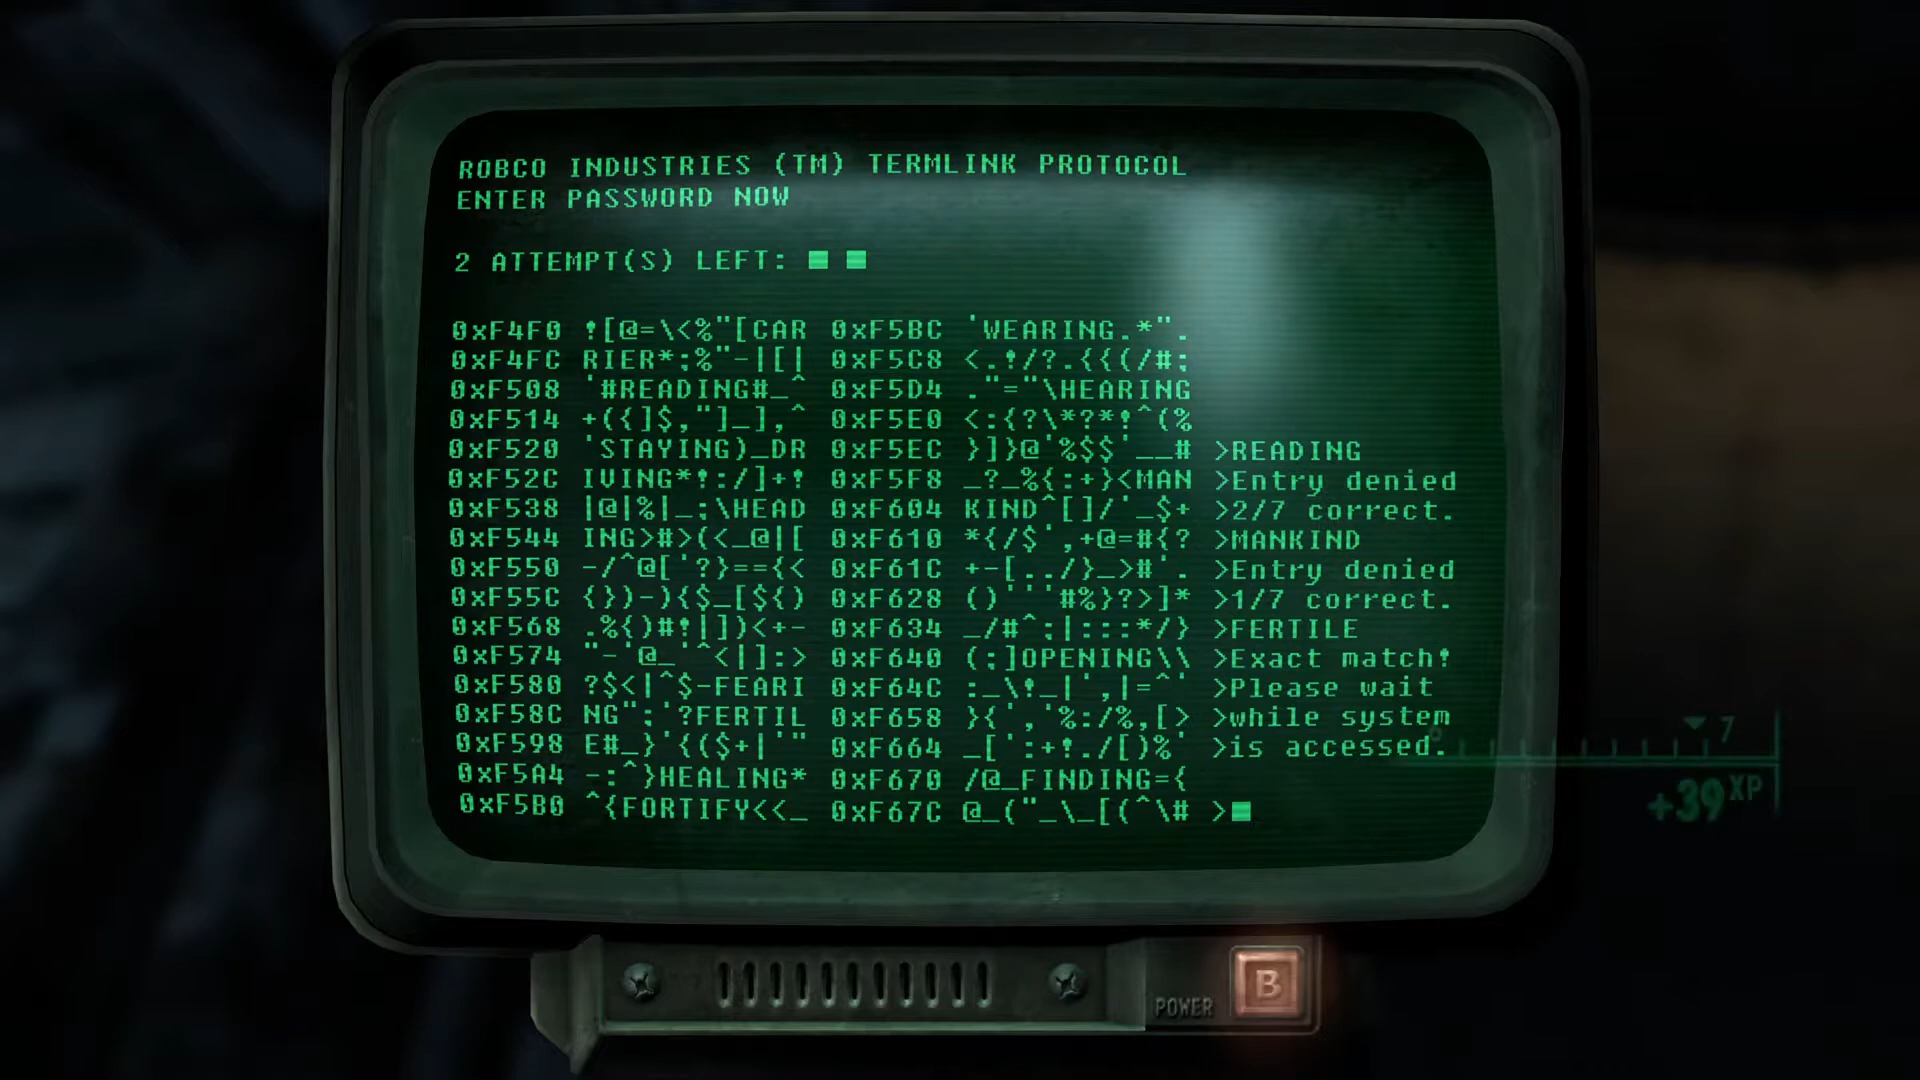 ROBCO INDUSTRIES (TM) TERMLINK PROTOCOL
ENTER PASSWORD NOW
2 ATTEMPT(S) LEFT: ■ ■
0xF4F0 ![@=\<%"[CAR 0xF5BC 'WEARING.*".
0xF4FC RIER*;%"-|[| 0xF5C8 <.!/?.{{(/#;
0xF508 '#READING#_^ 0xF5D4 ."="\HEARING
0xF514 +({]$,"]_],^ 0xF5E0 <:{?\*?*!^(%
0xF520 'STAYING)_DR 0xF5EC }]}@'%$$'__# >READING
0xF52C IVING*!:/]+! 0xF5F8 _?_%{:+}<MAN >Entry denied
0xF538 |@|%|_;\HEAD 0xF604 KIND^[]/'_$+ >2/7 correct.
0xF544 ING>#>(<_@|[ 0xF610 *{/$',+@=#{? >MANKIND
0xF550 -/^@['?}=={< 0xF61C +-[../}_>#'. >Entry denied
0xF55C {})-){$_[${) 0xF628 ()'''#%}?>]* >1/7 correct.
0xF568 .%{)#!|])<+- 0xF634 _/#^;|:::*/} >FERTILE
0xF574 "-'@_'^<|]:> 0xF640 (;]OPENING\\ >Exact match!
0xF580 ?$<|^$-FEARI 0xF64C :_\!_|',|=^' >Please wait
0xF58C NG";'?FERTIL 0xF658 }{','%:/%,[> >while system
0xF598 E#_}'{($+|'" 0xF664 _[':+!./[)%' >is accessed.
0xF5A4 -:^}HEALING* 0xF670 /@_FINDING={
0xF5B0 ^{FORTIFY<<_ 0xF67C @_("_\_[(^\# >■
6 7
+39 XP
POWER B